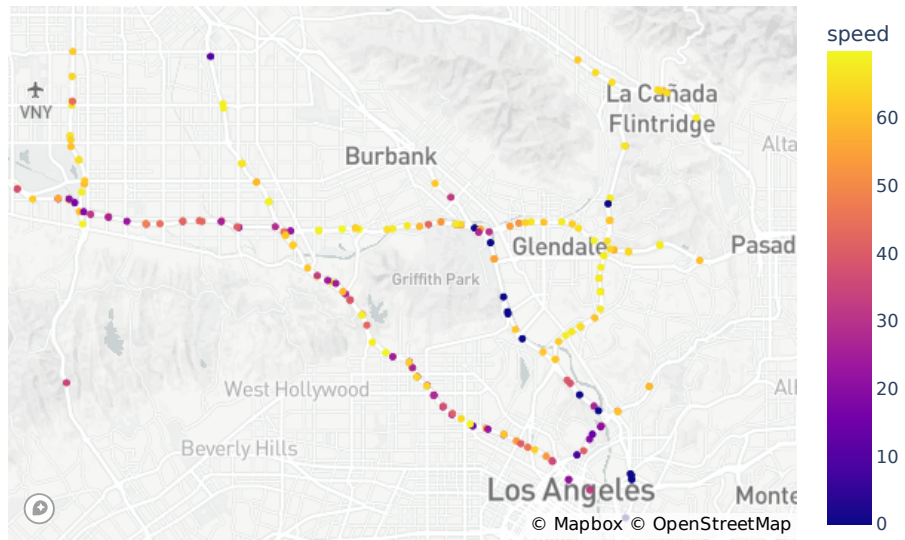 speed
La Cañada
Flintridge
VNY
Alta
Burbank
60
50
Glendale
Pasad
Griffith Park
40
30
West Hollywood
Alh
20
Beverly Hills
10
Los Angeles
Monte
© Mapbox © OpenStreetMap
0